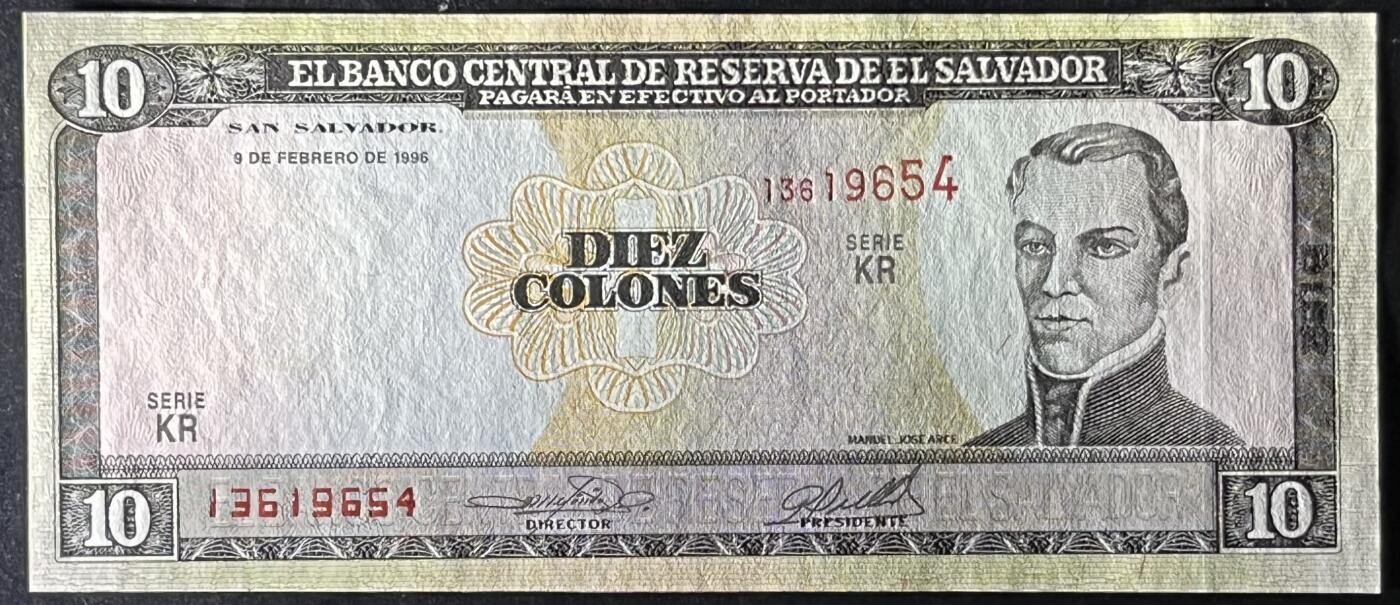 10 EL BANCO CENTRAL DE RESERVA DE EL SALVADOR 10
PAGARÁ EN EFECTIVO AL PORTADOR
SAN SALVADOR.
9 DE FEBRERO DE 1996
13619654
DIEZ
COLONES
SERIE
KR
SERIE
KR
MANUEL JOSE ARCE
10 13619654 10
DIRECTOR PRESIDENTE